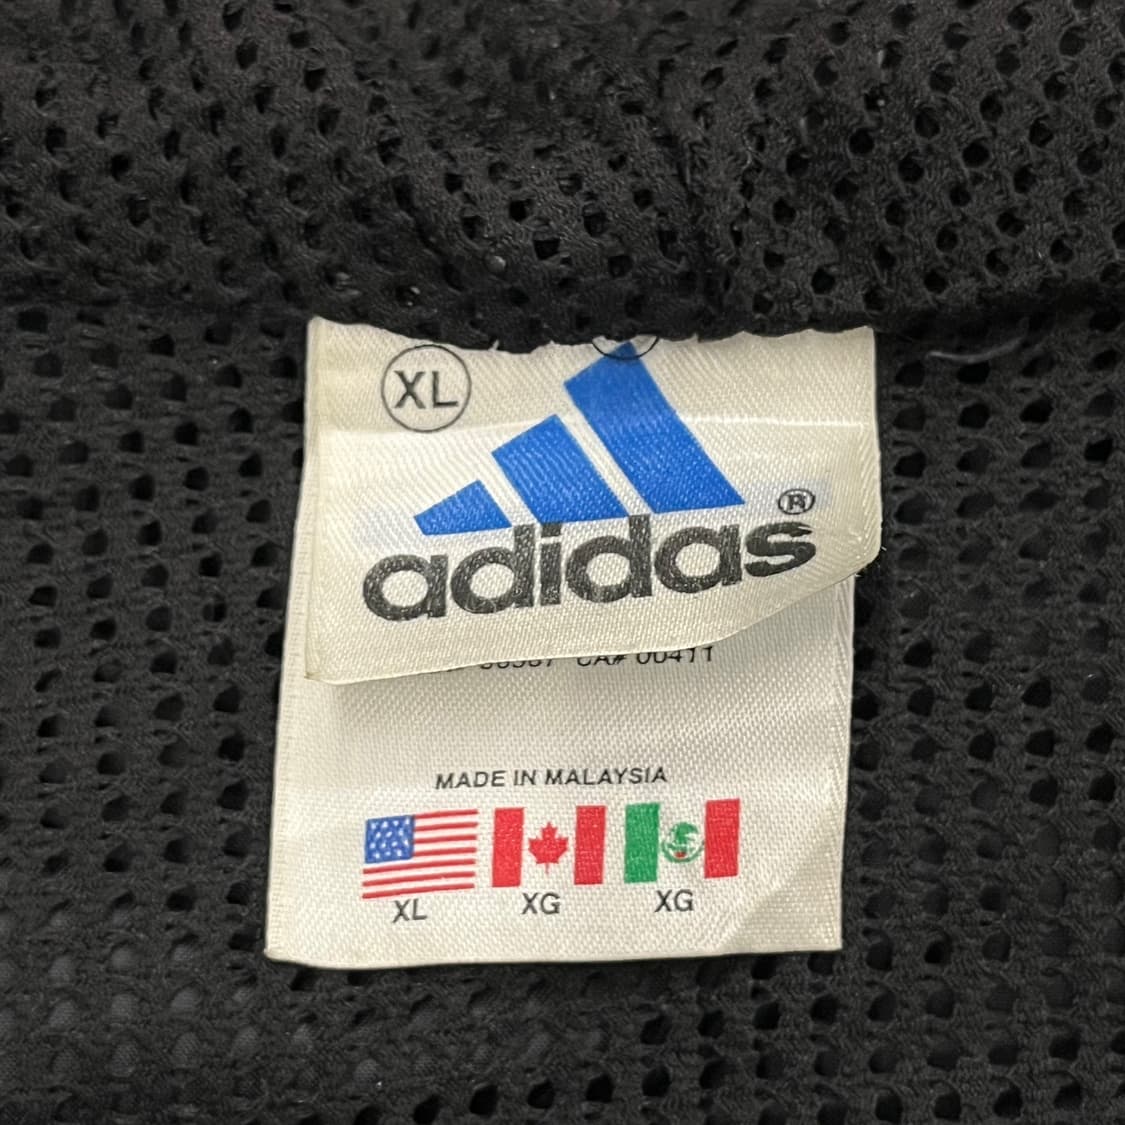 XL
adidas ®
CA# 00411
MADE IN MALAYSIA
XL XG XG